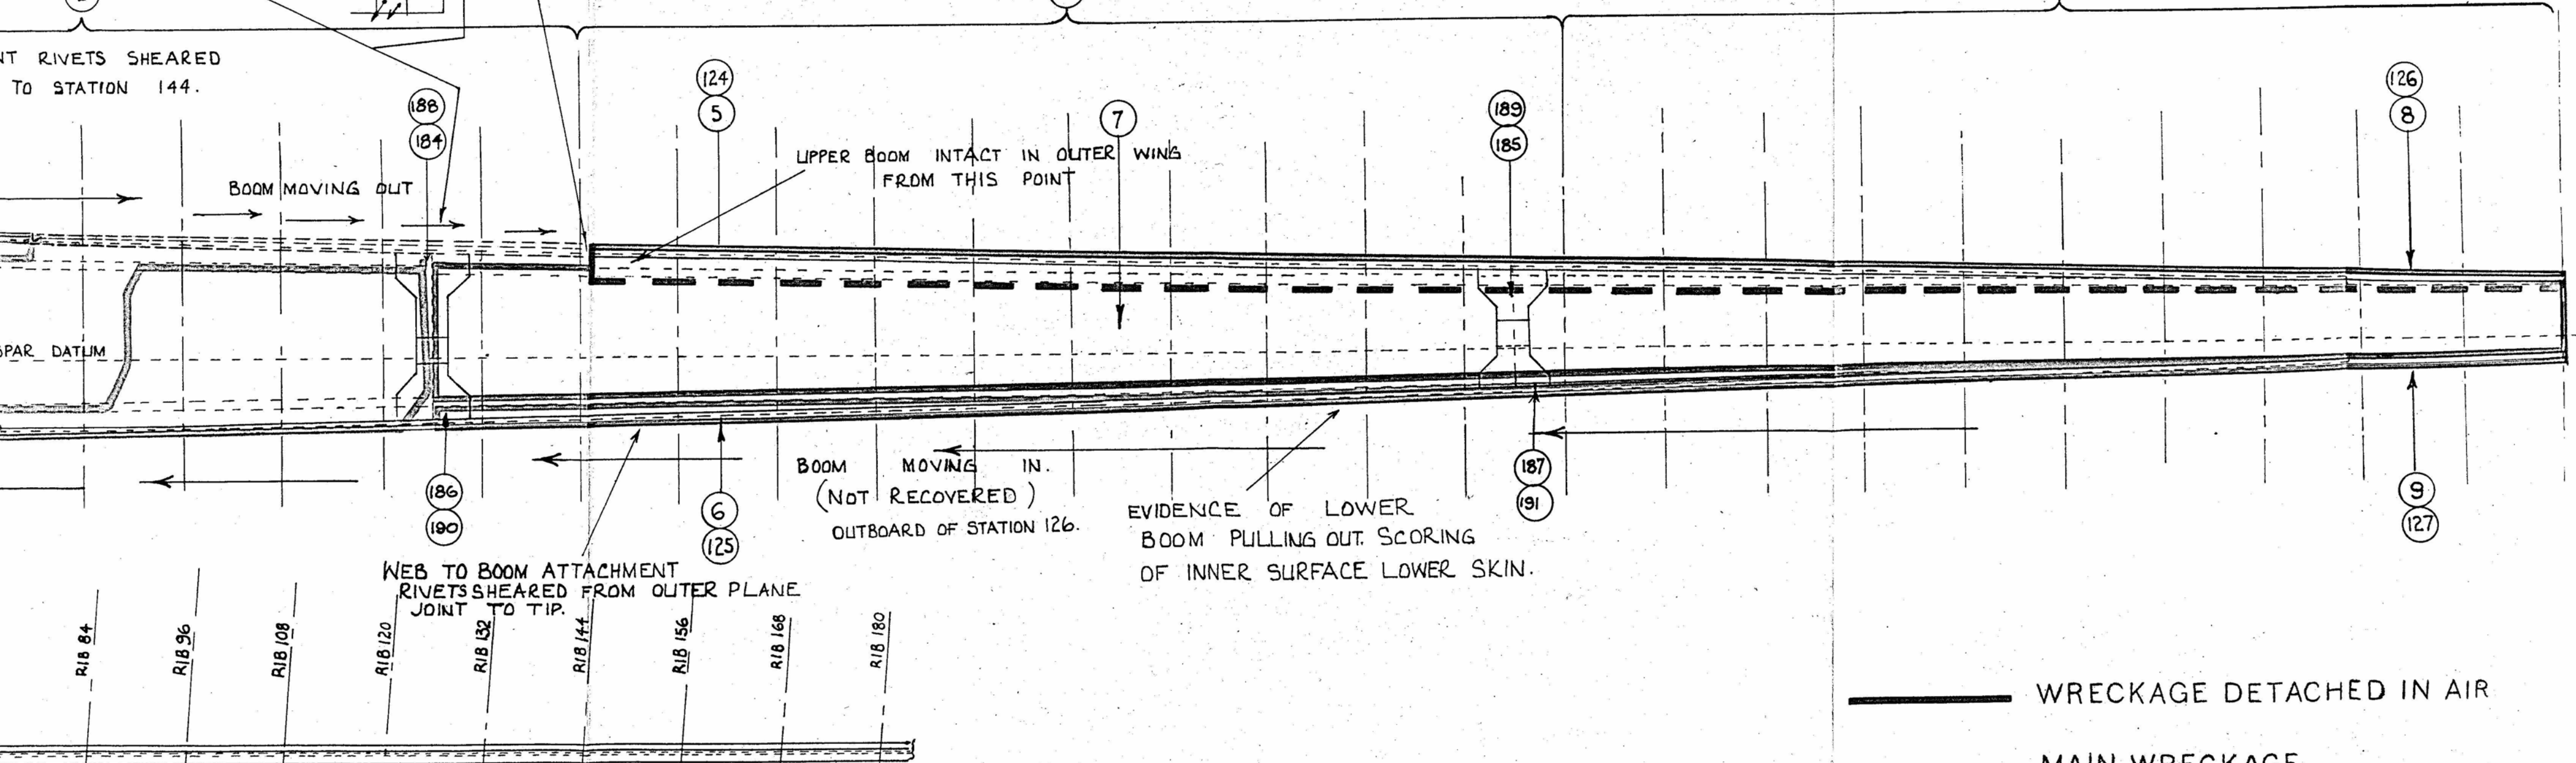 RIVETS SHEARED
TO STATION 144.
124
5
126
8
188
184
7
189
185
UPPER BOOM INTACT IN OUTER WING
FROM THIS POINT
BOOM MOVING OUT
SPAR DATUM
BOOM MOVING IN.
(NOT RECOVERED)
OUTBOARD OF STATION 126.
186
190
6
125
187
191
9
127
EVIDENCE OF LOWER
BOOM PULLING OUT. SCORING
OF INNER SURFACE LOWER SKIN.
WEB TO BOOM ATTACHMENT
RIVETS SHEARED FROM OUTER PLANE
JOINT TO TIP.
RIB 84
RIB 96
RIB 108
RIB 120
RIB 132
RIB 144
RIB 156
RIB 168
RIB 180
WRECKAGE DETACHED IN AIR
MAIN WRECKAGE